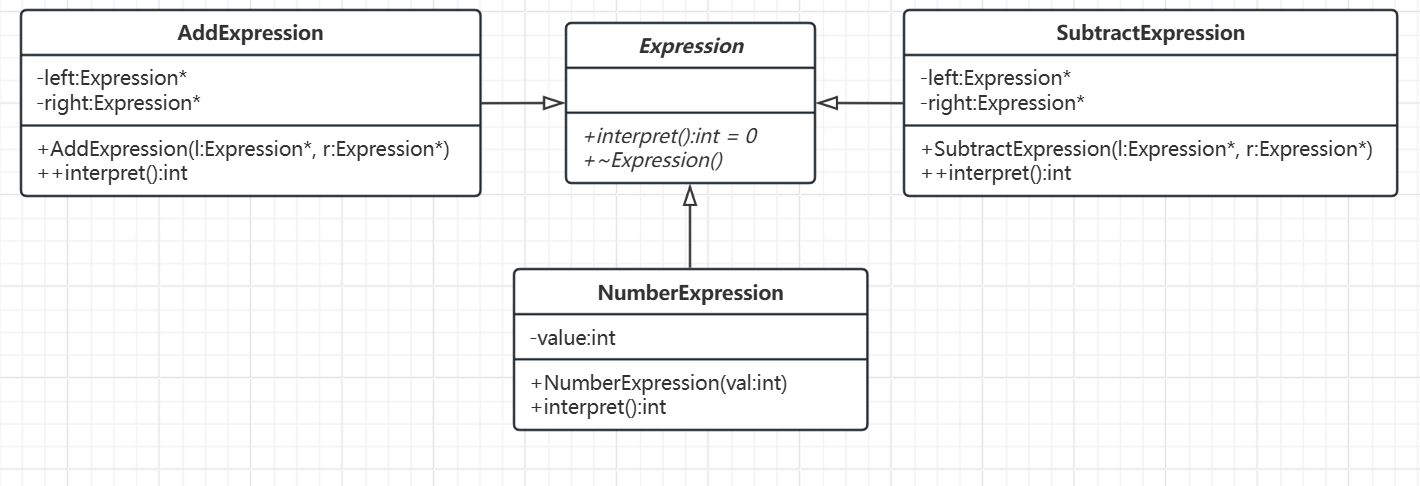 AddExpression
-left:Expression*
-right:Expression*
+AddExpression(l:Expression*, r:Expression*)
++interpret():int
Expression
+interpret():int = 0
+~Expression()
SubtractExpression
-left:Expression*
-right:Expression*
+SubtractExpression(l:Expression*, r:Expression*)
++interpret():int
NumberExpression
-value:int
+NumberExpression(val:int)
+interpret():int